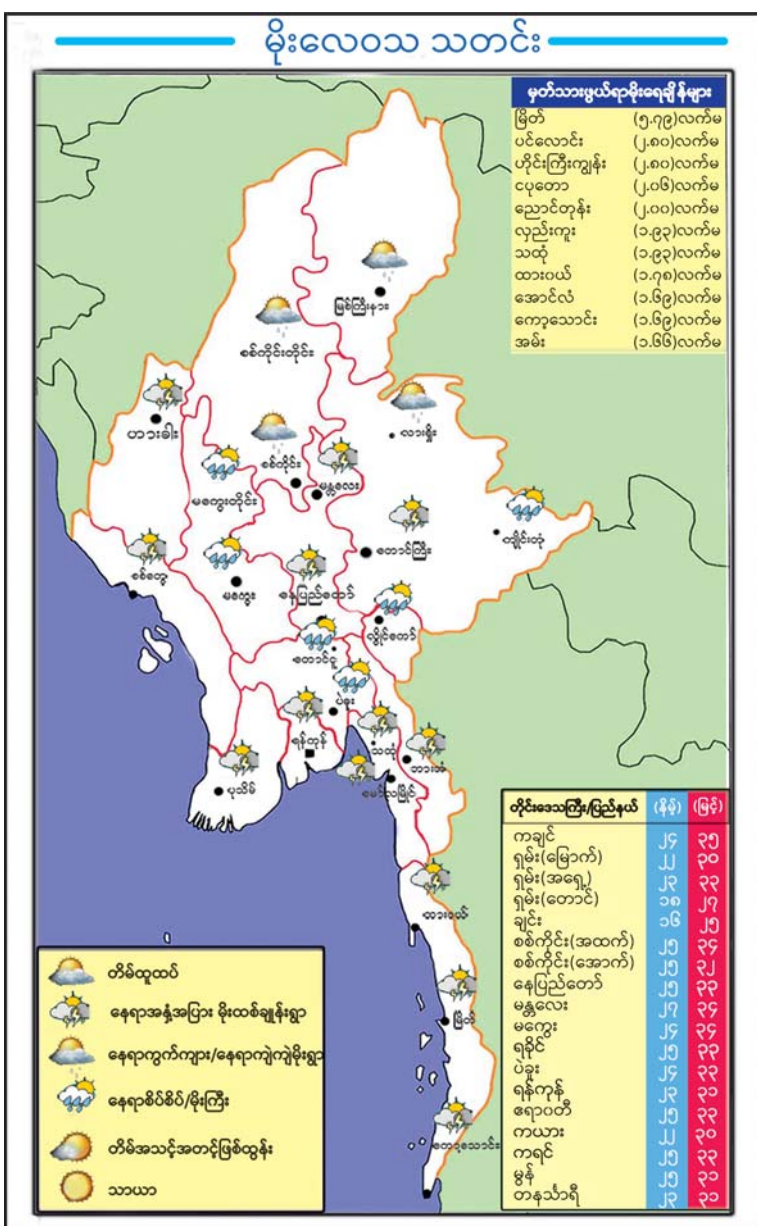 မိုးလေဝသ သတင်း
မှတ်သားဖွယ်ရာမိုးရေချိန်များ
မြိတ် (၅.၇၉)လက်မ
ပင်လောင်း (၂.၈၀)လက်မ
ဟိုင်းကြီးကျွန်း (၂.၈၀)လက်မ
ငပုတော (၂.၀၆)လက်မ
ညောင်တုန်း (၂.၀၀)လက်မ
လှည်းကူး (၁.၉၃)လက်မ
သထုံ (၁.၉၃)လက်မ
ထားဝယ် (၁.၇၈)လက်မ
အောင်လံ (၁.၆၉)လက်မ
ကော့သောင်း (၁.၆၉)လက်မ
အမ်း (၁.၆၆)လက်မ
မြစ်ကြီးနား
စစ်ကိုင်းတိုင်း
ဟားခါး
လားရှိုး
စစ်ကိုင်း
မန္တလေး
မကွေးတိုင်း
ကျိုင်းတုံ
တောင်ကြီး
စစ်တွေ
မကွေး
နေပြည်တော်
လွိုင်ကော်
တောင်ငူ
ပဲခူး
ရန်ကုန်
သထုံ
ဘားအံ
ပုသိမ်
မော်လမြိုင်
ထားဝယ်
မြိတ်
ကော့သောင်း
တိုင်းဒေသကြီး/ပြည်နယ် (နိမ့်) (မြင့်)
ကချင် ၂၄ ၃၅
ရှမ်း(မြောက်) ၂၂ ၃၀
ရှမ်း(အရှေ့) ၂၃ ၃၃
ရှမ်း(တောင်) ၁၈ ၂၇
ချင်း ၁၆ ၂၅
စစ်ကိုင်း(အထက်) ၂၅ ၃၄
စစ်ကိုင်း(အောက်) ၂၅ ၃၂
နေပြည်တော် ၂၅ ၃၃
မန္တလေး ၂၇ ၃၄
မကွေး ၂၄ ၃၄
ရခိုင် ၂၅ ၃၃
ပဲခူး ၂၄ ၃၃
ရန်ကုန် ၂၃ ၃၁
ဧရာဝတီ ၂၅ ၃၃
ကယား ၂၂ ၃၀
ကရင် ၂၅ ၃၃
မွန် ၂၅ ၃၁
တနင်္သာရီ ၂၃ ၃၁
တိမ်ထူထပ်
နေရာအနှံ့အပြား မိုးထစ်ချုန်းရွာ
နေရာကွက်ကျား/နေရာကျဲကျဲမိုးရွာ
နေရာစိပ်စိပ်/မိုးကြီး
တိမ်အသင့်အတင့်ဖြစ်ထွန်း
သာယာ